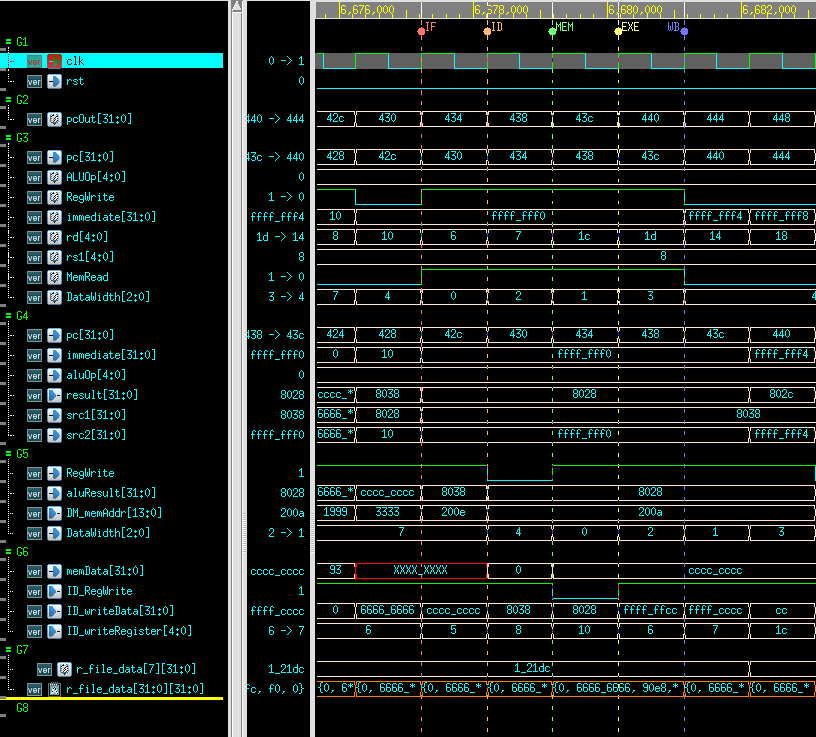 6,676,000 6,578,000 6,680,000 6,682,000
IF ID MEM EXE WB
G1
ver clk 0 -> 1
ver rst 0
G2
ver pcOut[31:0] 440 -> 444 42c 430 434 438 43c 440 444 448
G3
ver pc[31:0] 43c -> 440 428 42c 430 434 438 43c 440 444
ver ALUOp[4:0] 0
ver RegWrite 1 -> 0
ver immediate[31:0] ffff_fff4 10 ffff_fff0 ffff_fff4 ffff_fff8
ver rd[4:0] 1d -> 14 8 10 6 7 1c 1d 14 18
ver rs1[4:0] 8 8
ver MemRead 1 -> 0
ver DataWidth[2:0] 3 -> 4 7 4 0 2 1 3 4
G4
ver pc[31:0] 438 -> 43c 424 428 42c 430 434 438 43c 440
ver immediate[31:0] ffff_fff0 0 10 ffff_fff0 ffff_fff4
ver aluOp[4:0] 0
ver result[31:0] 8028 cccc_* 8038 8028 802c
ver src1[31:0] 8038 6666_* 8028 8038
ver src2[31:0] ffff_fff0 6666_* 10 ffff_fff0 ffff_fff4
G5
ver RegWrite 1
ver aluResult[31:0] 8028 6666_* cccc_cccc 8038 8028
ver DM_memAddr[13:0] 200a 1999 3333 200e 200a
ver DataWidth[2:0] 2 -> 1 7 4 0 2 1 3
G6
ver memData[31:0] cccc_cccc 93 XXXX_XXXX 0 cccc_cccc
ver ID_RegWrite 1
ver ID_writeData[31:0] ffff_cccc 0 6666_6666 cccc_cccc 8038 8028 ffff_ffcc ffff_cccc cc
ver ID_writeRegister[4:0] 6 -> 7 6 5 8 10 6 7 1c
G7
ver r_file_data[7][31:0] 1_21dc 1_21dc
ver r_file_data[31:0][31:0] fc, f0, 0} {0, 6* {0, 6666_* {0, 6666_* {0, 6666_* {0, 6666_6666, 90e8,* {0, 6666_* {0, 6666_*
G8